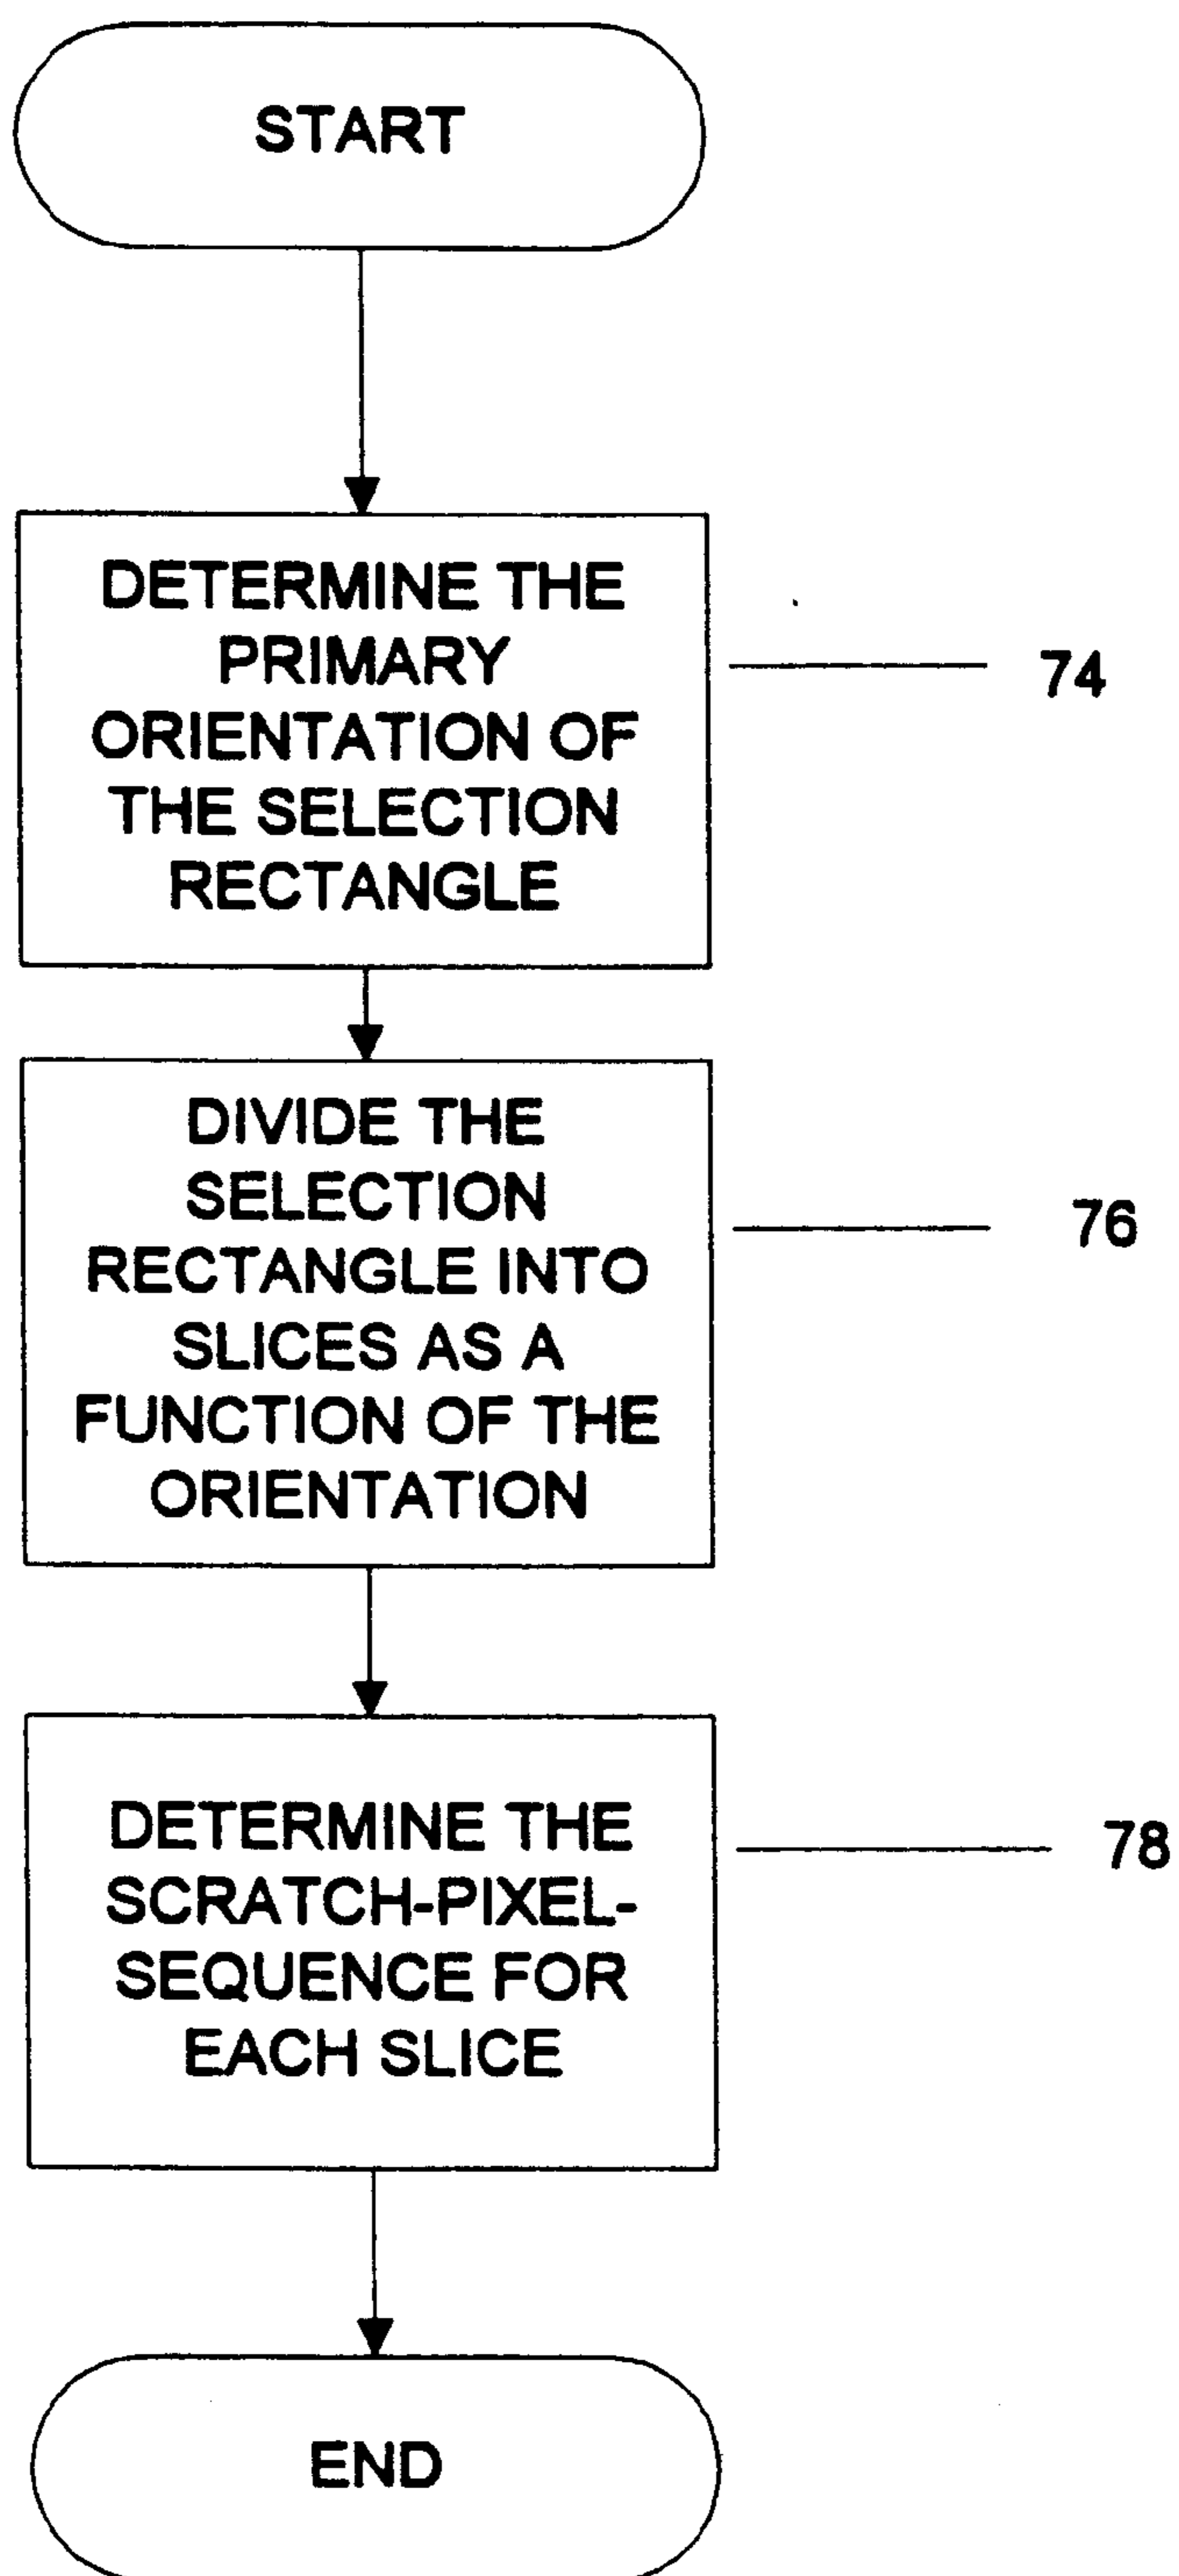 START
DETERMINE THE
PRIMARY
ORIENTATION OF
THE SELECTION
RECTANGLE
74
DIVIDE THE
SELECTION
RECTANGLE INTO
SLICES AS A
FUNCTION OF THE
ORIENTATION
76
DETERMINE THE
SCRATCH-PIXEL-
SEQUENCE FOR
EACH SLICE
78
END